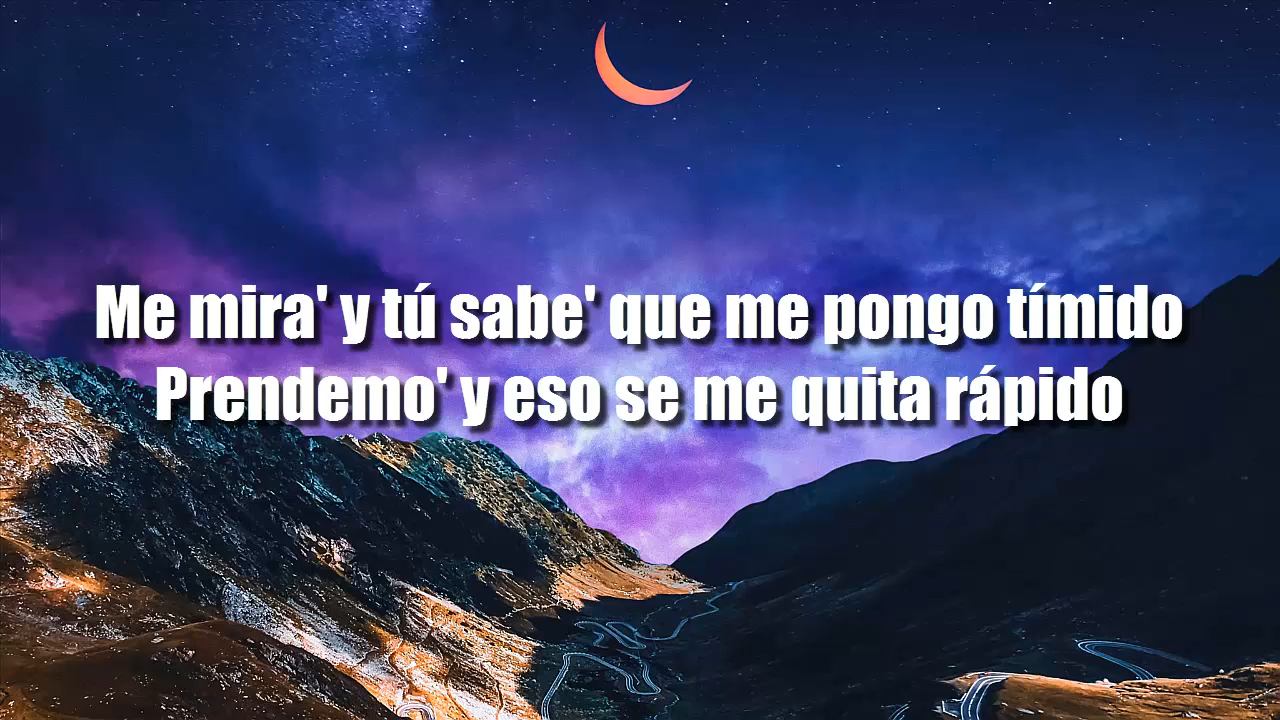 Me mira' y tú sabe' que me pongo tímido
Prendemo' y eso se me quita rápido